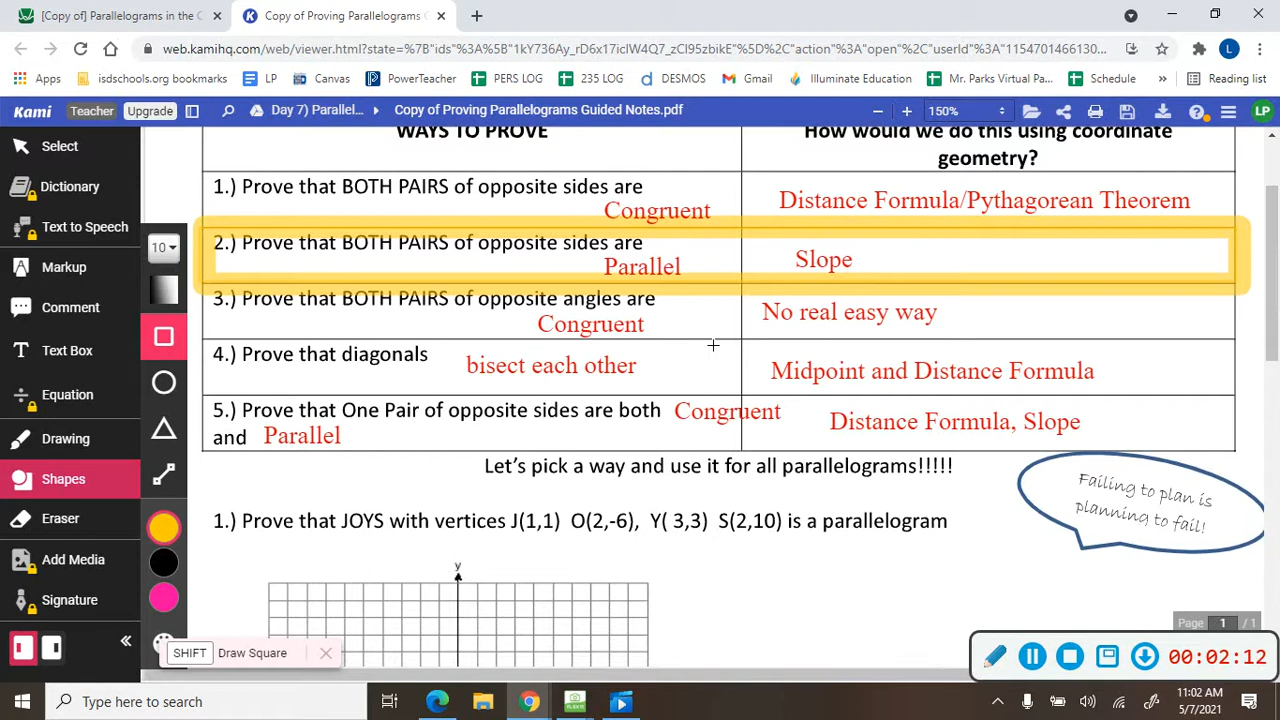 [Copy of] Parallelograms in the C
Copy of Proving Parallelograms G
web.kamihq.com/web/viewer.html?state=%7B"ids"%3A%5B"1kY736Ay_rD6x17icIW4Q7_zCl95zbikE"%5D%2C"action"%3A"open"%2C"userId"%3A"1154701466130...
Apps isdschools.org bookmarks LP Canvas PowerTeacher PERS LOG 235 LOG DESMOS Gmail Illuminate Education Mr. Parks Virtual Pa... Schedule » Reading list
Kami Teacher Upgrade Day 7) Parallel... Copy of Proving Parallelograms Guided Notes.pdf 150% LP
Select
Dictionary
Text to Speech
Markup
Comment
Text Box
Equation
Drawing
Shapes
Eraser
Add Media
Signature
10
WAYS TO PROVE
How would we do this using coordinate
geometry?
1.) Prove that BOTH PAIRS of opposite sides are
Congruent
Distance Formula/Pythagorean Theorem
2.) Prove that BOTH PAIRS of opposite sides are
Parallel
Slope
3.) Prove that BOTH PAIRS of opposite angles are
Congruent
No real easy way
4.) Prove that diagonals bisect each other
Midpoint and Distance Formula
5.) Prove that One Pair of opposite sides are both Congruent
and Parallel
Distance Formula, Slope
Let's pick a way and use it for all parallelograms!!!!!
Failing to plan is
planning to fail!
1.) Prove that JOYS with vertices J(1,1) O(2,-6), Y( 3,3) S(2,10) is a parallelogram
y
Page 1 / 1
SHIFT Draw Square
00:02:12
Type here to search
11:02 AM
5/7/2021